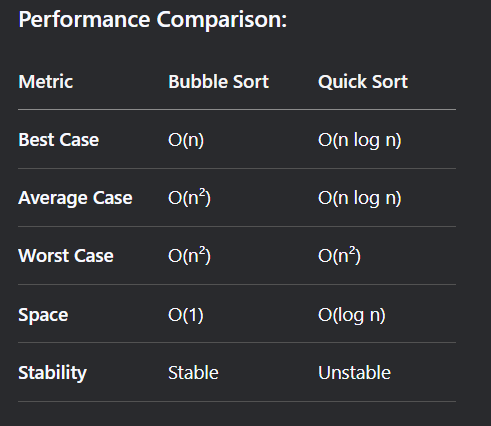 Performance Comparison:
Metric Bubble Sort Quick Sort
Best Case O(n) O(n log n)
Average Case O(n²) O(n log n)
Worst Case O(n²) O(n²)
Space O(1) O(log n)
Stability Stable Unstable